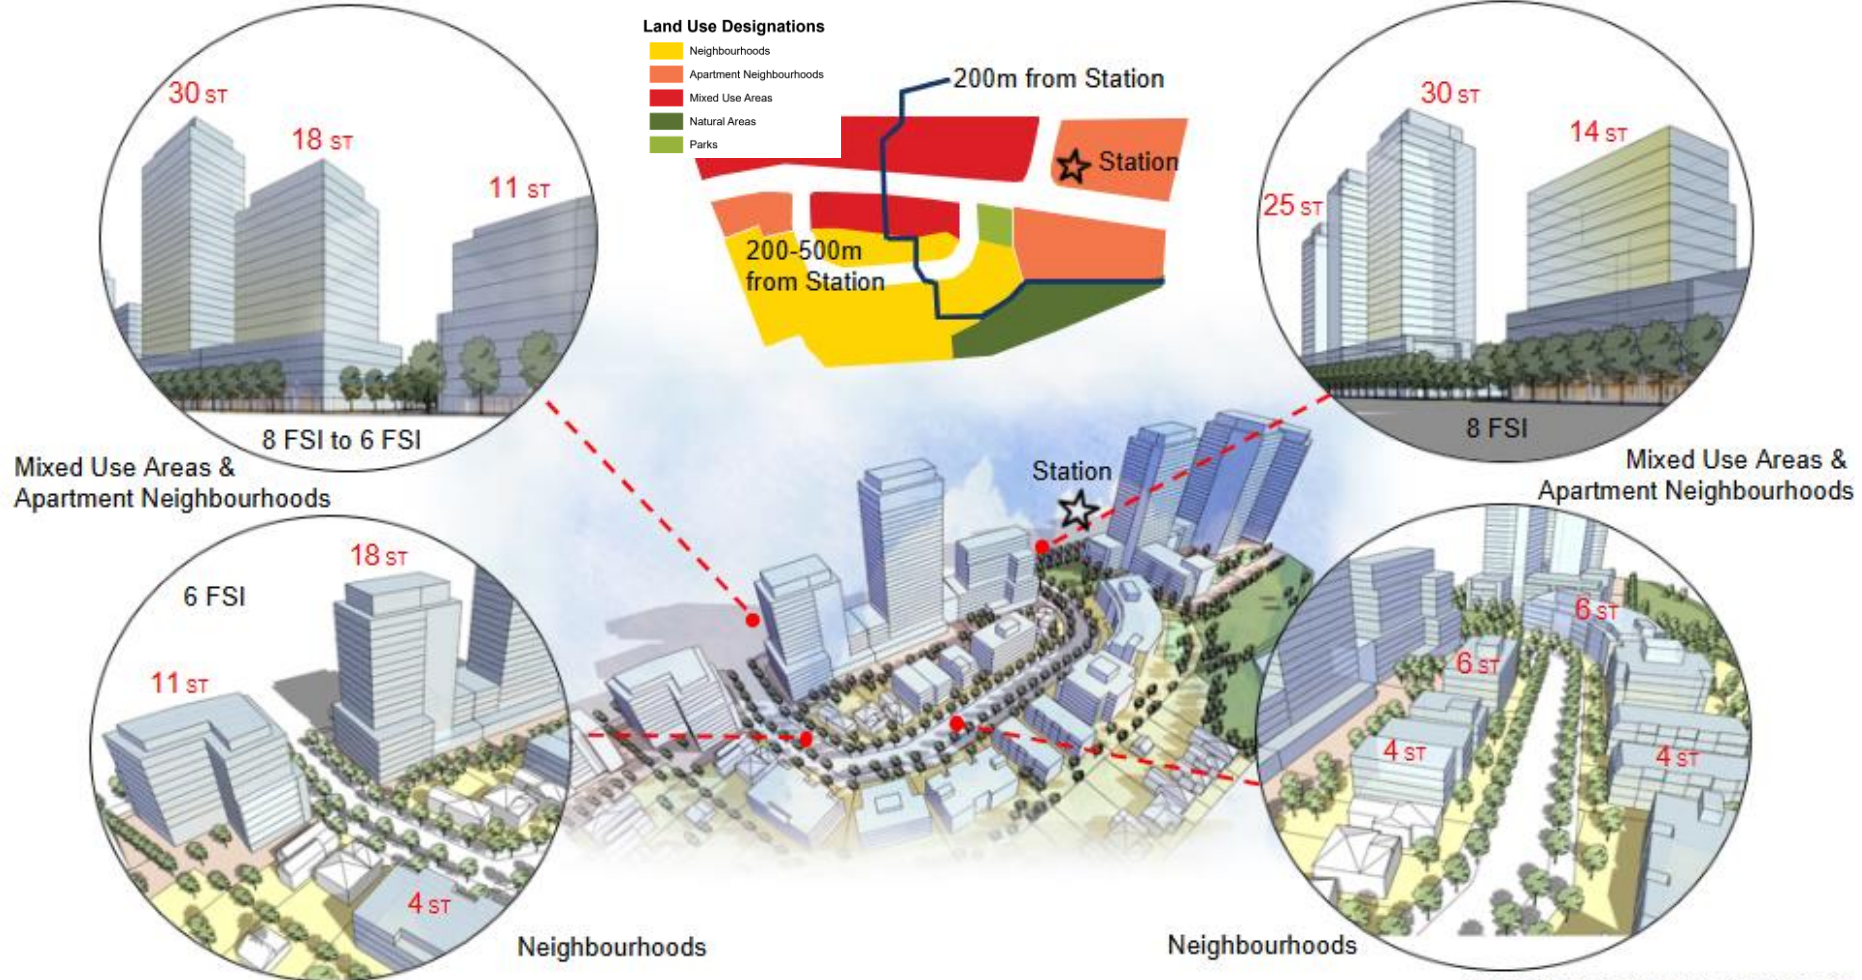 Land Use Designations
Neighbourhoods
Apartment Neighbourhoods
Mixed Use Areas
Natural Areas
Parks
200m from Station
Station
200-500m
from Station
30 ST
18 ST
11 ST
8 FSI to 6 FSI
Mixed Use Areas &
Apartment Neighbourhoods
30 ST
14 ST
25 ST
8 FSI
Mixed Use Areas &
Apartment Neighbourhoods
Station
18 ST
6 FSI
11 ST
4 ST
Neighbourhoods
6 ST
6 ST
4 ST
4 ST
Neighbourhoods